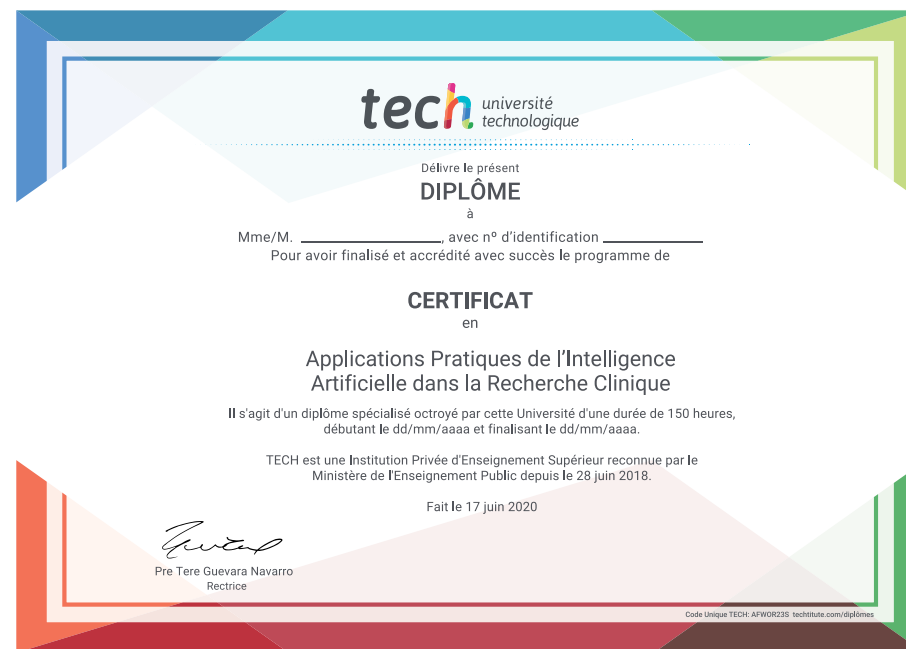 tech université
technologique
Délivre le présent
DIPLÔME
à
Mme/M. ____________________, avec nº d'identification ______________
Pour avoir finalisé et accrédité avec succès le programme de
CERTIFICAT
en
Applications Pratiques de l'Intelligence
Artificielle dans la Recherche Clinique
Il s'agit d'un diplôme spécialisé octroyé par cette Université d'une durée de 150 heures,
débutant le dd/mm/aaaa et finalisant le dd/mm/aaaa.
TECH est une Institution Privée d'Enseignement Supérieur reconnue par le
Ministère de l'Enseignement Public depuis le 28 juin 2018.
Fait le 17 juin 2020
Pre Tere Guevara Navarro
Rectrice
Code Unique TECH: AFWOR23S techtitute.com/diplômes